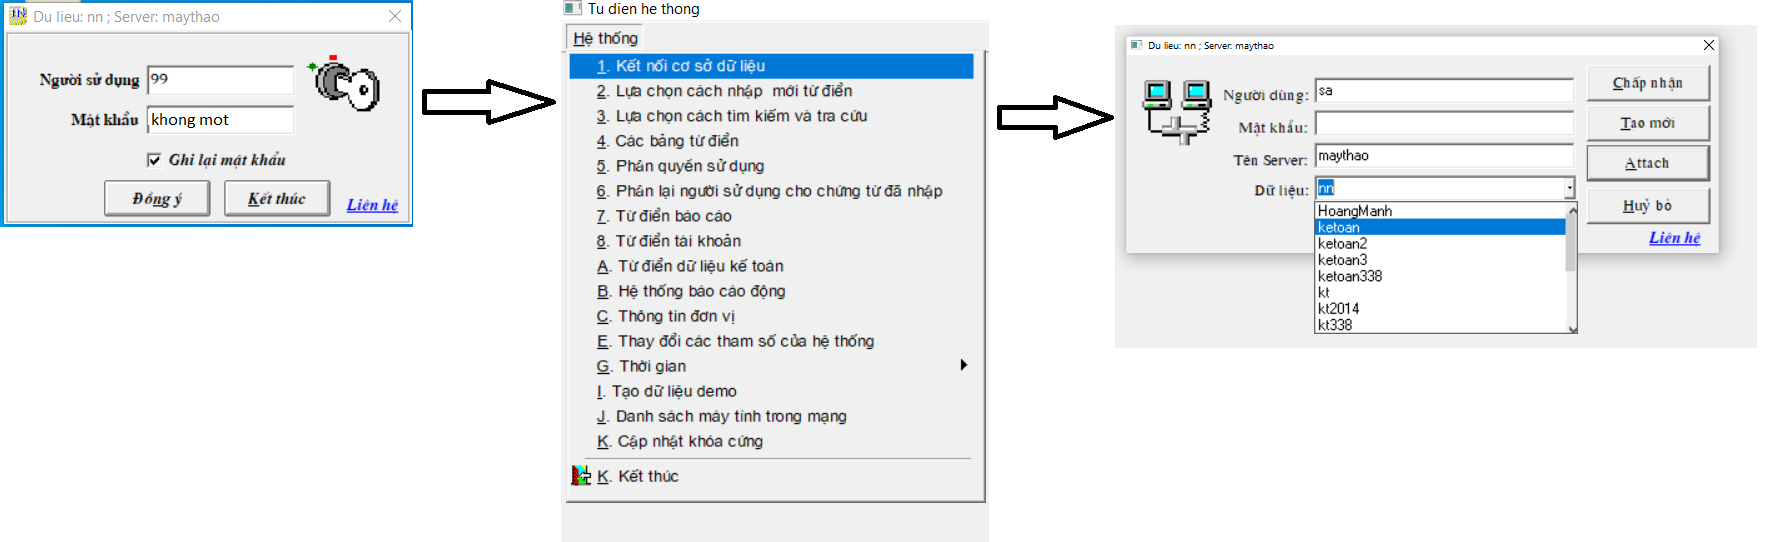 Du lieu: nn ; Server: maythao
Người sử dụng 99
Mật khẩu khong mot
Ghi lại mật khẩu
Đồng ý Kết thúc Liên hệ
Tu dien he thong
Hệ thống
1. Kết nối cơ sở dữ liệu
2. Lựa chọn cách nhập mới từ điển
3. Lựa chọn cách tìm kiếm và tra cứu
4. Các bảng từ điển
5. Phân quyền sử dụng
6. Phân lại người sử dụng cho chứng từ đã nhập
7. Từ điển báo cáo
8. Từ điển tài khoản
A. Từ điển dữ liệu kế toán
B. Hệ thống báo cáo động
C. Thông tin đơn vị
E. Thay đổi các tham số của hệ thống
G. Thời gian
I. Tạo dữ liệu demo
J. Danh sách máy tính trong mạng
K. Cập nhật khóa cứng
K. Kết thúc
Du lieu: nn ; Server: maythao
Người dùng: sa
Mật khẩu:
Tên Server: maythao
Dữ liệu: nn
HoangManh
ketoan
ketoan2
ketoan3
ketoan338
kt
kt2014
kt338
Chấp nhận
Tạo mới
Attach
Huỷ bỏ
Liên hệ